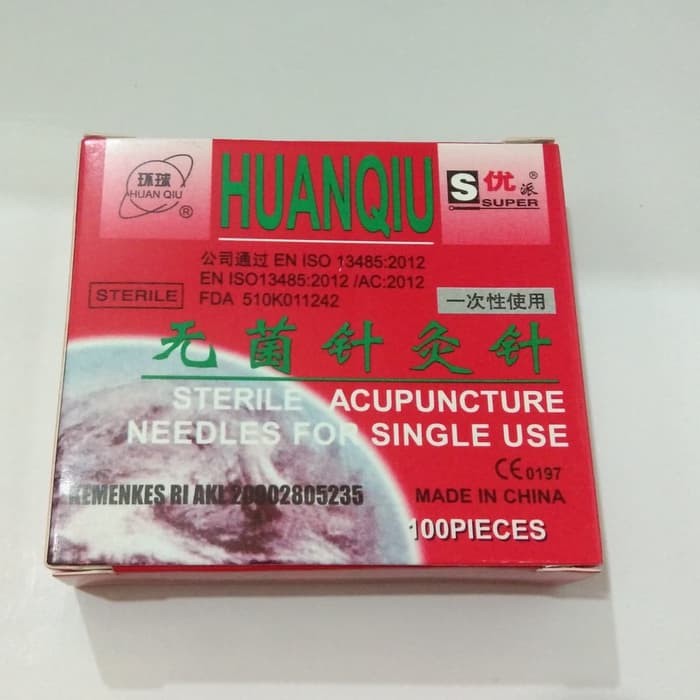 环球
HUAN QIU
®
HUANQIU
S 优派®
SUPER
公司通过 EN ISO 13485:2012
EN ISO13485:2012 /AC:2012
FDA 510K011242
STERILE
一次性使用
无菌针灸针
STERILE ACUPUNCTURE
NEEDLES FOR SINGLE USE
CE 0197
KEMENKES RI AKL 20902805235
MADE IN CHINA
100PIECES